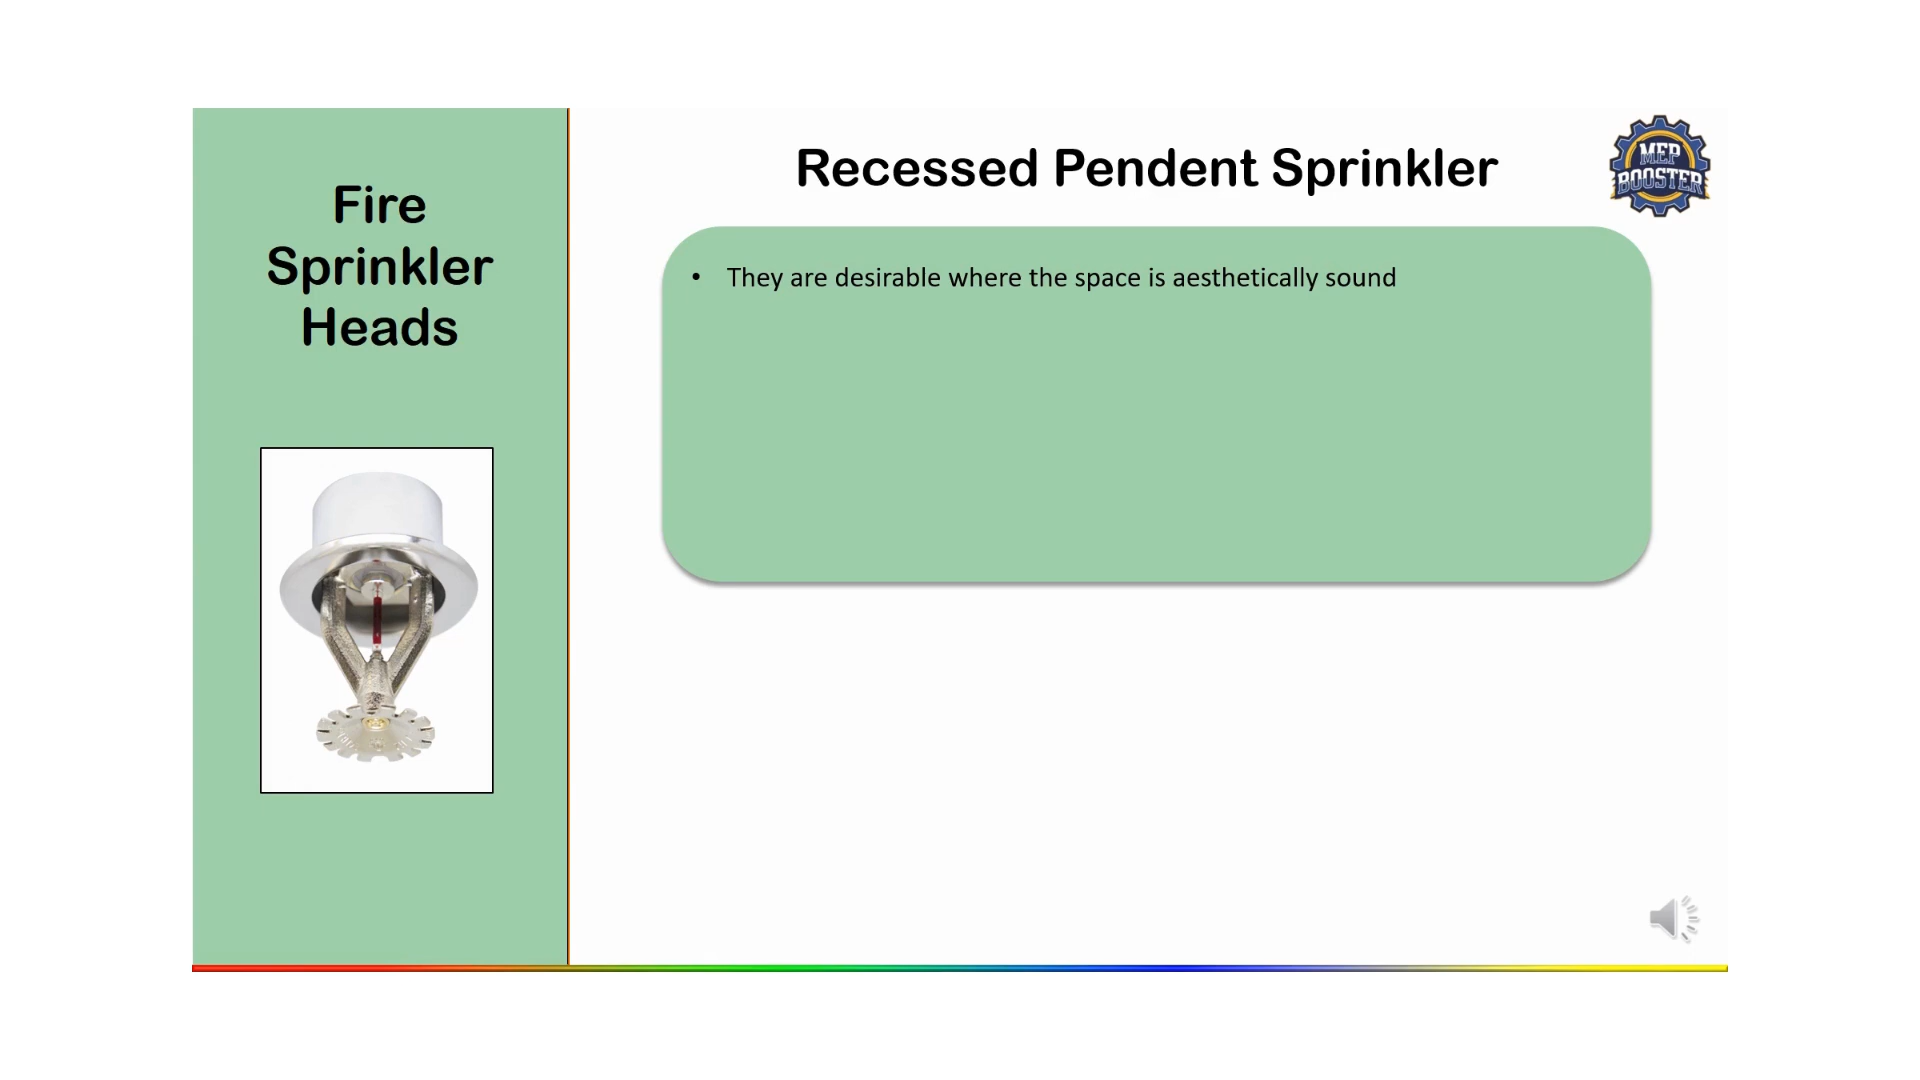 Fire
Sprinkler
Heads
Recessed Pendent Sprinkler
MEP
BOOSTER
• They are desirable where the space is aesthetically sound